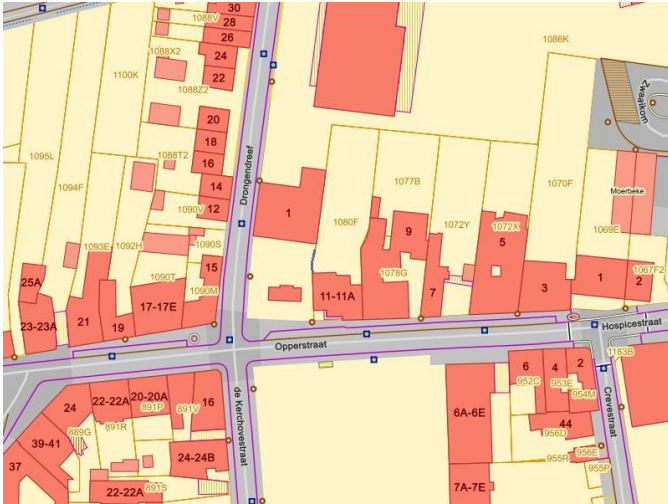 30
1088V
28
26
1088X2
24
1100K
1088Z2
22
1086K
Zwaaikom
20
18
1088T2
16
1095L
1094F
14
1090V
12
Drongendreef
1
1077B
1070F
Moerbeke
1080F
9
1072Y
1072X
5
1069E
1093E
1092H
1090S
15
1090T
1090M
25A
23-23A
21
19
17-17E
1078G
11-11A
7
3
1
2
1067F2
Opperstraat
Hospicestraat
1183B
24
22-22A
20-20A
891P
891V
16
889G
891R
39-41
37
24-24B
22-22A
891S
de Kerchovestraat
6A-6E
7A-7E
6
952C
4
953E
2
954M
44
956D
955R
956E
955P
Crevestraat